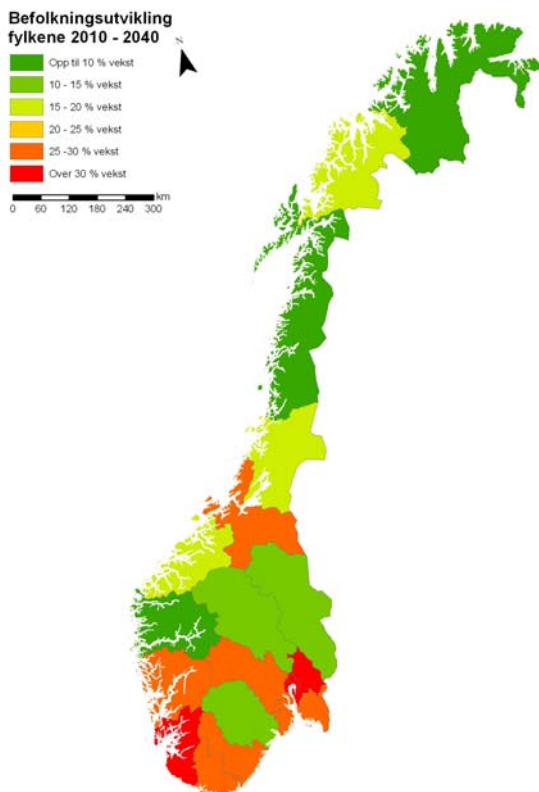 Befolkningsutvikling
fylkene 2010 - 2040
N
Opp til 10 % vekst
10 - 15 % vekst
15 - 20 % vekst
20 - 25 % vekst
25 -30 % vekst
Over 30 % vekst
km
0 60 120 180 240 300